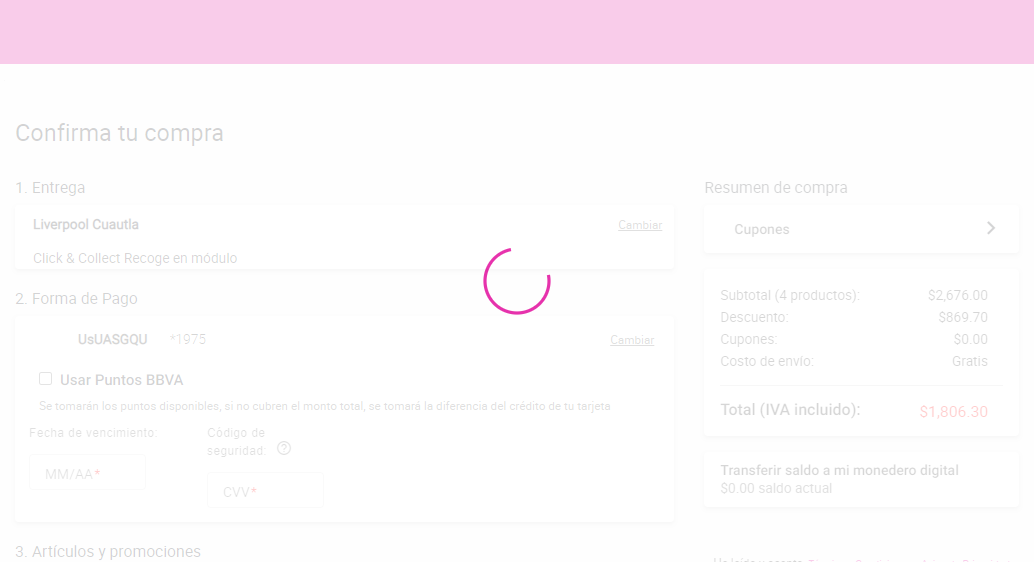 Confirma tu compra
1. Entrega
Liverpool Cuautla
Cambiar
Click & Collect Recoge en módulo
2. Forma de Pago
UsUASGQU *1975
Cambiar
Usar Puntos BBVA
Se tomarán los puntos disponibles, si no cubren el monto total, se tomará la diferencia del crédito de tu tarjeta
Fecha de vencimiento:
MM/AA*
Código de
seguridad: ?
CVV*
3. Artículos y promociones
Resumen de compra
Cupones
Subtotal (4 productos): $2,676.00
Descuento: $869.70
Cupones: $0.00
Costo de envío: Gratis
Total (IVA incluido): $1,806.30
Transferir saldo a mi monedero digital
$0.00 saldo actual